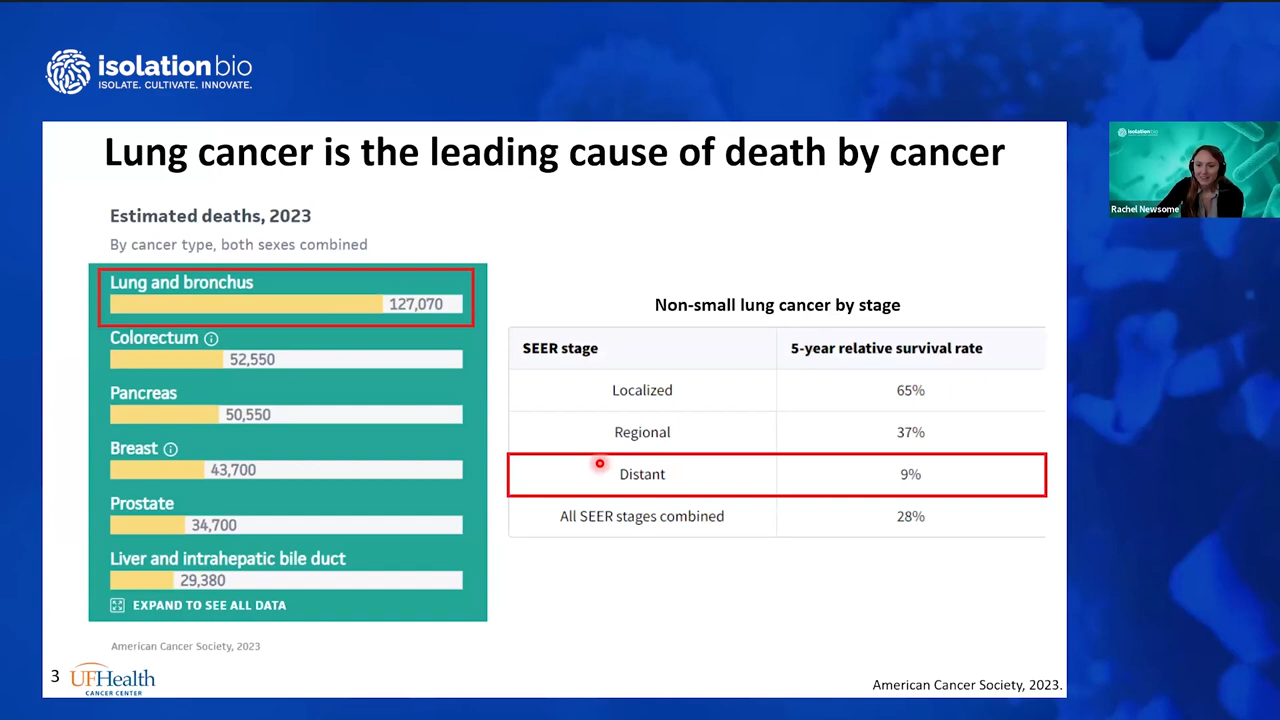 isolation bio
ISOLATE. CULTIVATE. INNOVATE.
Lung cancer is the leading cause of death by cancer
Estimated deaths, 2023
By cancer type, both sexes combined
Lung and bronchus
127,070
Colorectum
52,550
Pancreas
50,550
Breast
43,700
Prostate
34,700
Liver and intrahepatic bile duct
29,380
EXPAND TO SEE ALL DATA
American Cancer Society, 2023
Non-small lung cancer by stage
SEER stage 5-year relative survival rate
Localized 65%
Regional 37%
Distant 9%
All SEER stages combined 28%
3
UFHealth
CANCER CENTER
American Cancer Society, 2023.
isolation bio
Rachel Newsome